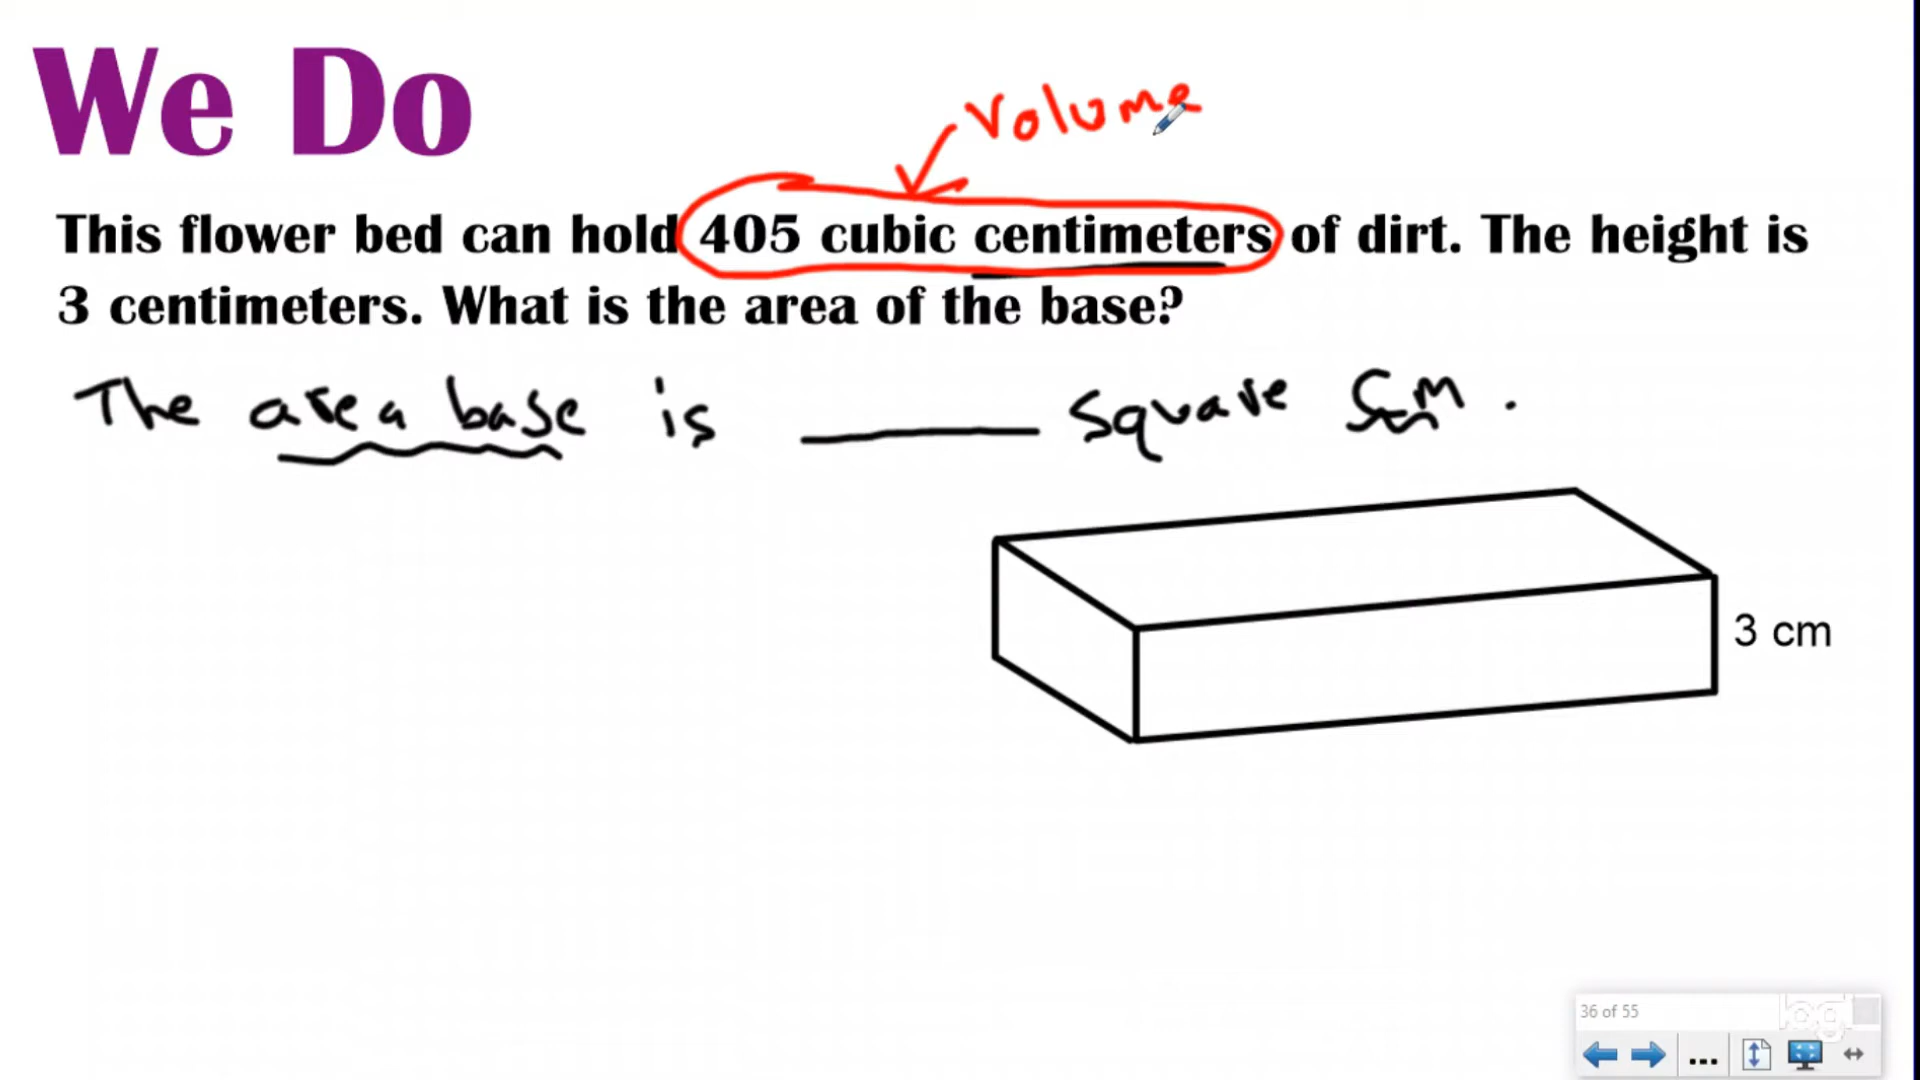 We Do
volume
This flower bed can hold 405 cubic centimeters of dirt. The height is
3 centimeters. What is the area of the base?
The area base is ______ square cm.
3 cm
36 of 55
...